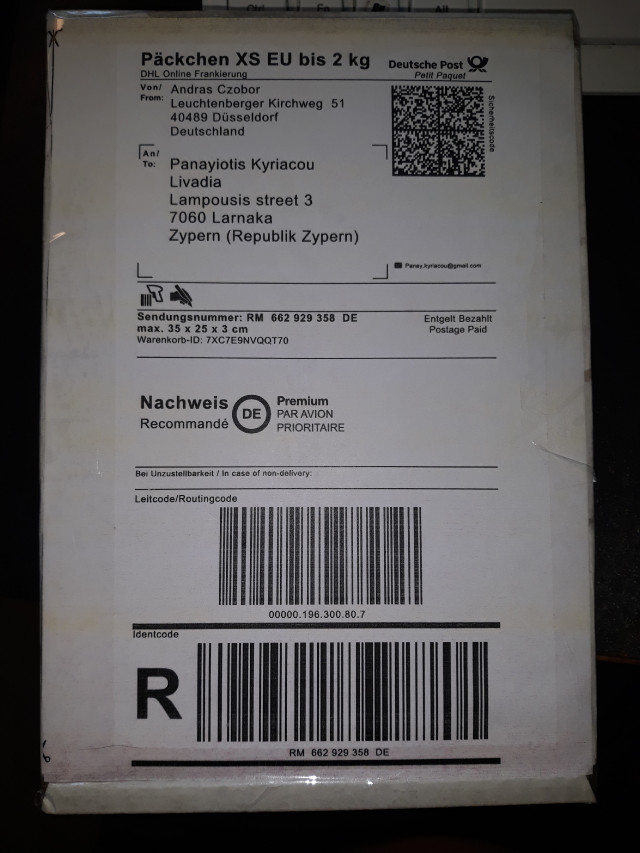 Päckchen XS EU bis 2 kg
DHL Online Frankierung
Deutsche Post
Petit Paquet
Von/ From:
Andras Czobor
Leuchtenberger Kirchweg 51
40489 Düsseldorf
Deutschland
Sicherheitscode
An/ To:
Panayiotis Kyriacou
Livadia
Lampousis street 3
7060 Larnaka
Zypern (Republik Zypern)
Panay.kyriacou@gmail.com
Sendungsnummer: RM 662 929 358 DE
max. 35 x 25 x 3 cm
Warenkorb-ID: 7XC7E9NVQQT70
Entgelt Bezahlt
Postage Paid
Nachweis
Recommandé
DE
Premium
PAR AVION
PRIORITAIRE
Bei Unzustellbarkeit / In case of non-delivery:
Leitcode/Routingcode
00000.196.300.80.7
Identcode
R
RM 662 929 358 DE